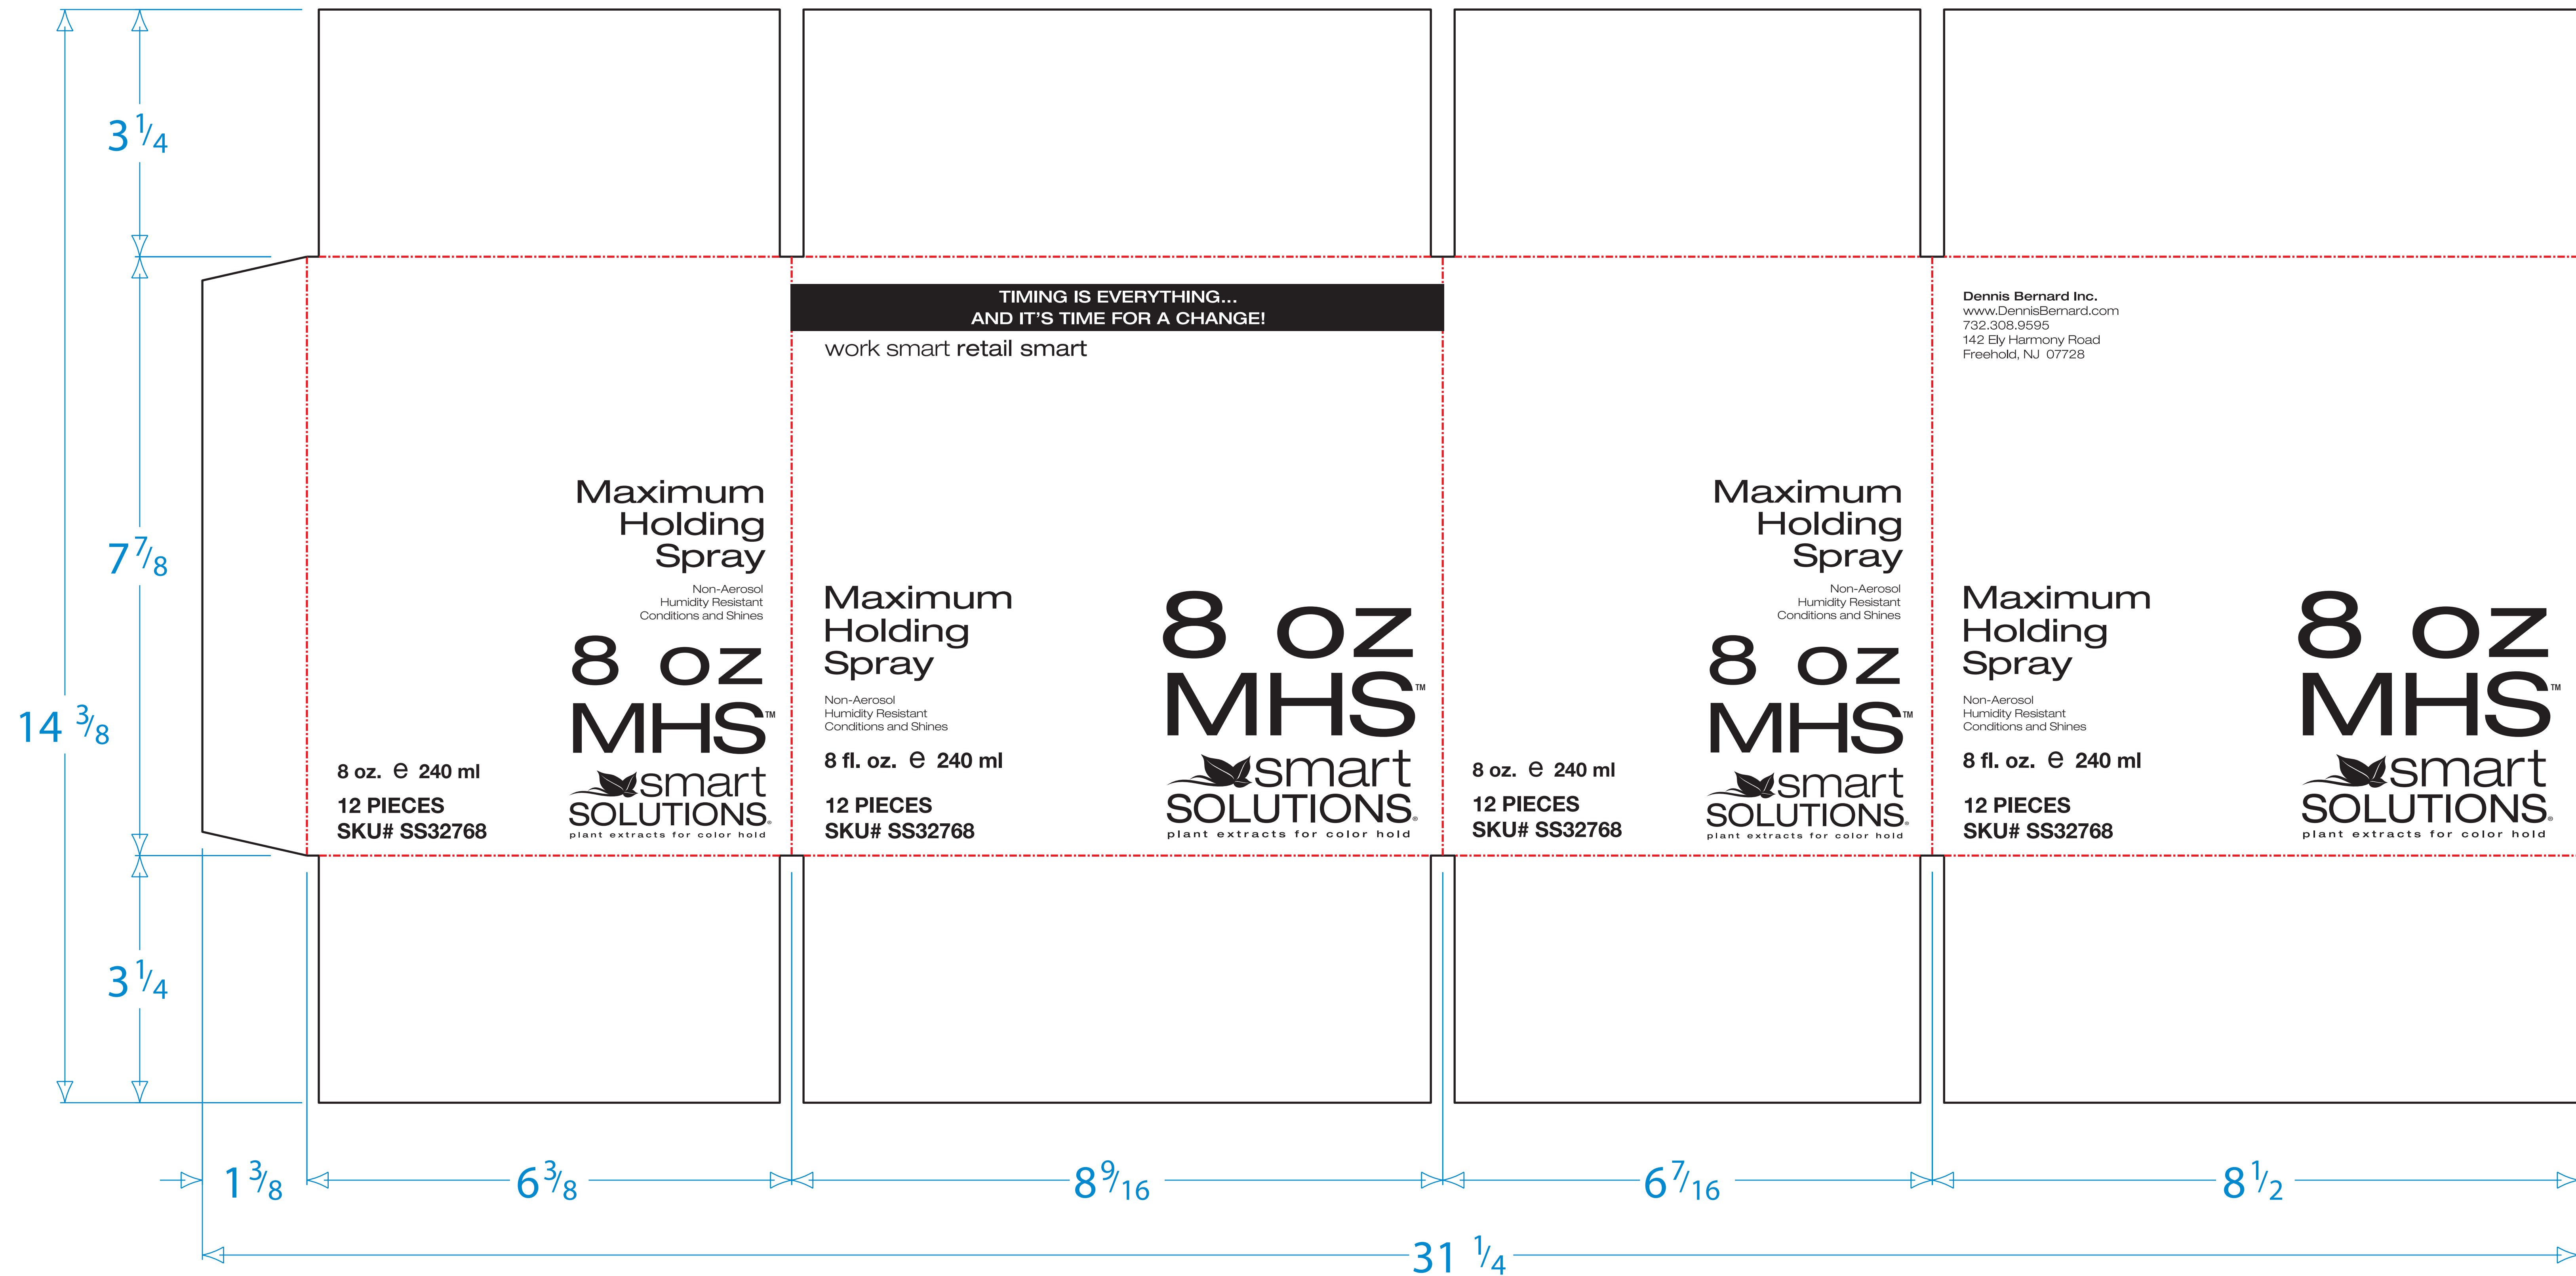 3 1/4
7 7/8
14 3/8
3 1/4
Maximum
Holding
Spray
Non-Aerosol
Humidity Resistant
Conditions and Shines
8 oz
MHS™
smart
SOLUTIONS®
plant extracts for color hold
8 oz. e 240 ml
12 PIECES
SKU# SS32768
TIMING IS EVERYTHING...
AND IT'S TIME FOR A CHANGE!
work smart retail smart
Maximum
Holding
Spray
Non-Aerosol
Humidity Resistant
Conditions and Shines
8 fl. oz. e 240 ml
12 PIECES
SKU# SS32768
8 oz
MHS™
smart
SOLUTIONS®
plant extracts for color hold
Maximum
Holding
Spray
Non-Aerosol
Humidity Resistant
Conditions and Shines
8 oz
MHS™
smart
SOLUTIONS®
plant extracts for color hold
8 oz. e 240 ml
12 PIECES
SKU# SS32768
Dennis Bernard Inc.
www.DennisBernard.com
732.308.9595
142 Ely Harmony Road
Freehold, NJ 07728
Maximum
Holding
Spray
Non-Aerosol
Humidity Resistant
Conditions and Shines
8 fl. oz. e 240 ml
12 PIECES
SKU# SS32768
8 oz
MHS™
smart
SOLUTIONS®
plant extracts for color hold
1 3/8
6 3/8
8 9/16
6 7/16
8 1/2
31 1/4